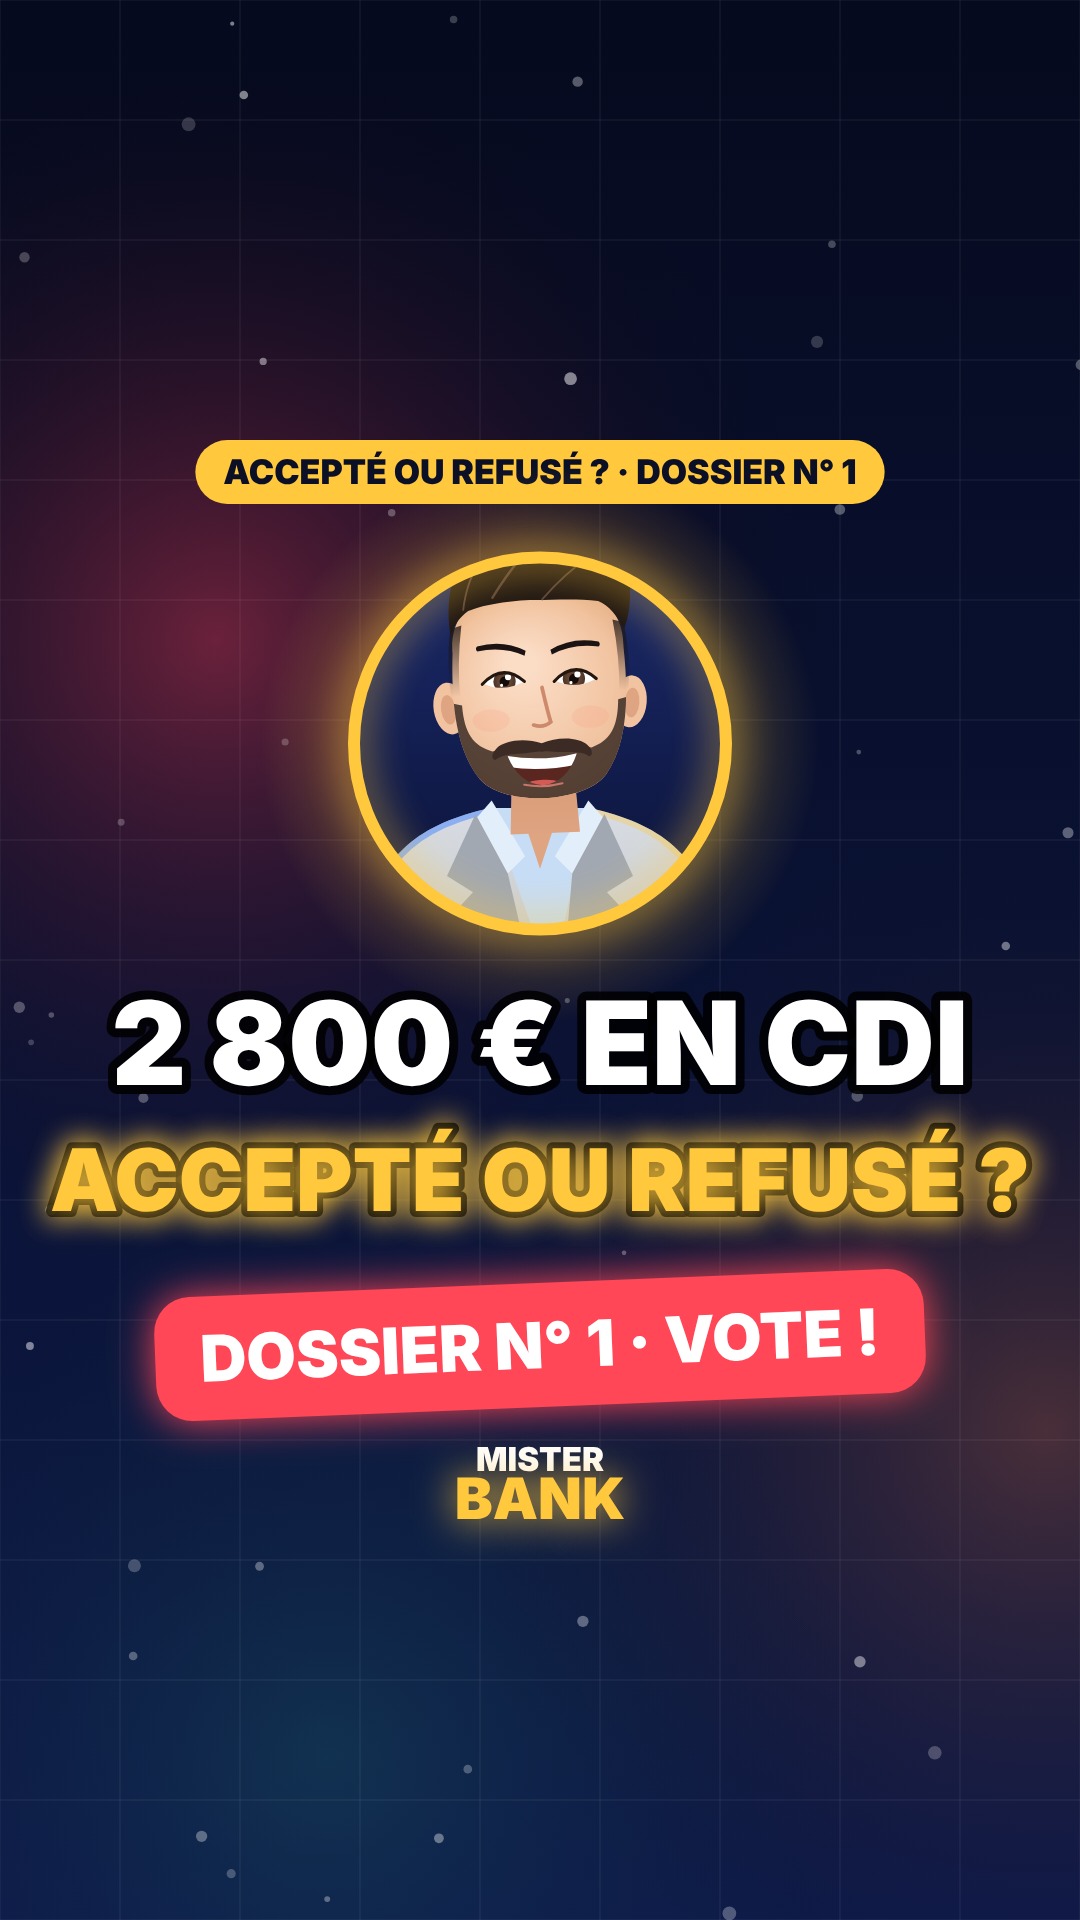 ACCEPTÉ OU REFUSÉ ? · DOSSIER N° 1
2 800 € EN CDI
ACCEPTÉ OU REFUSÉ ?
DOSSIER N° 1 · VOTE !
MISTER
BANK